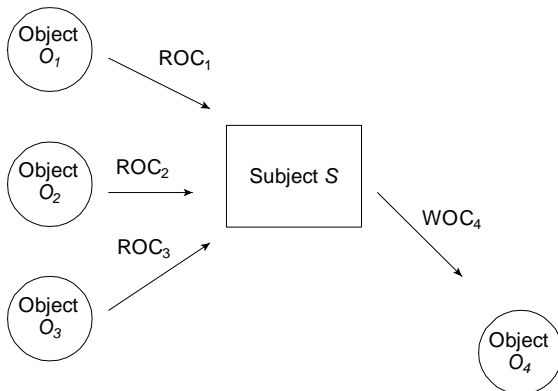 Object
O1
ROC1
Object
O2
ROC2
Subject S
WOC4
ROC3
Object
O3
Object
O4